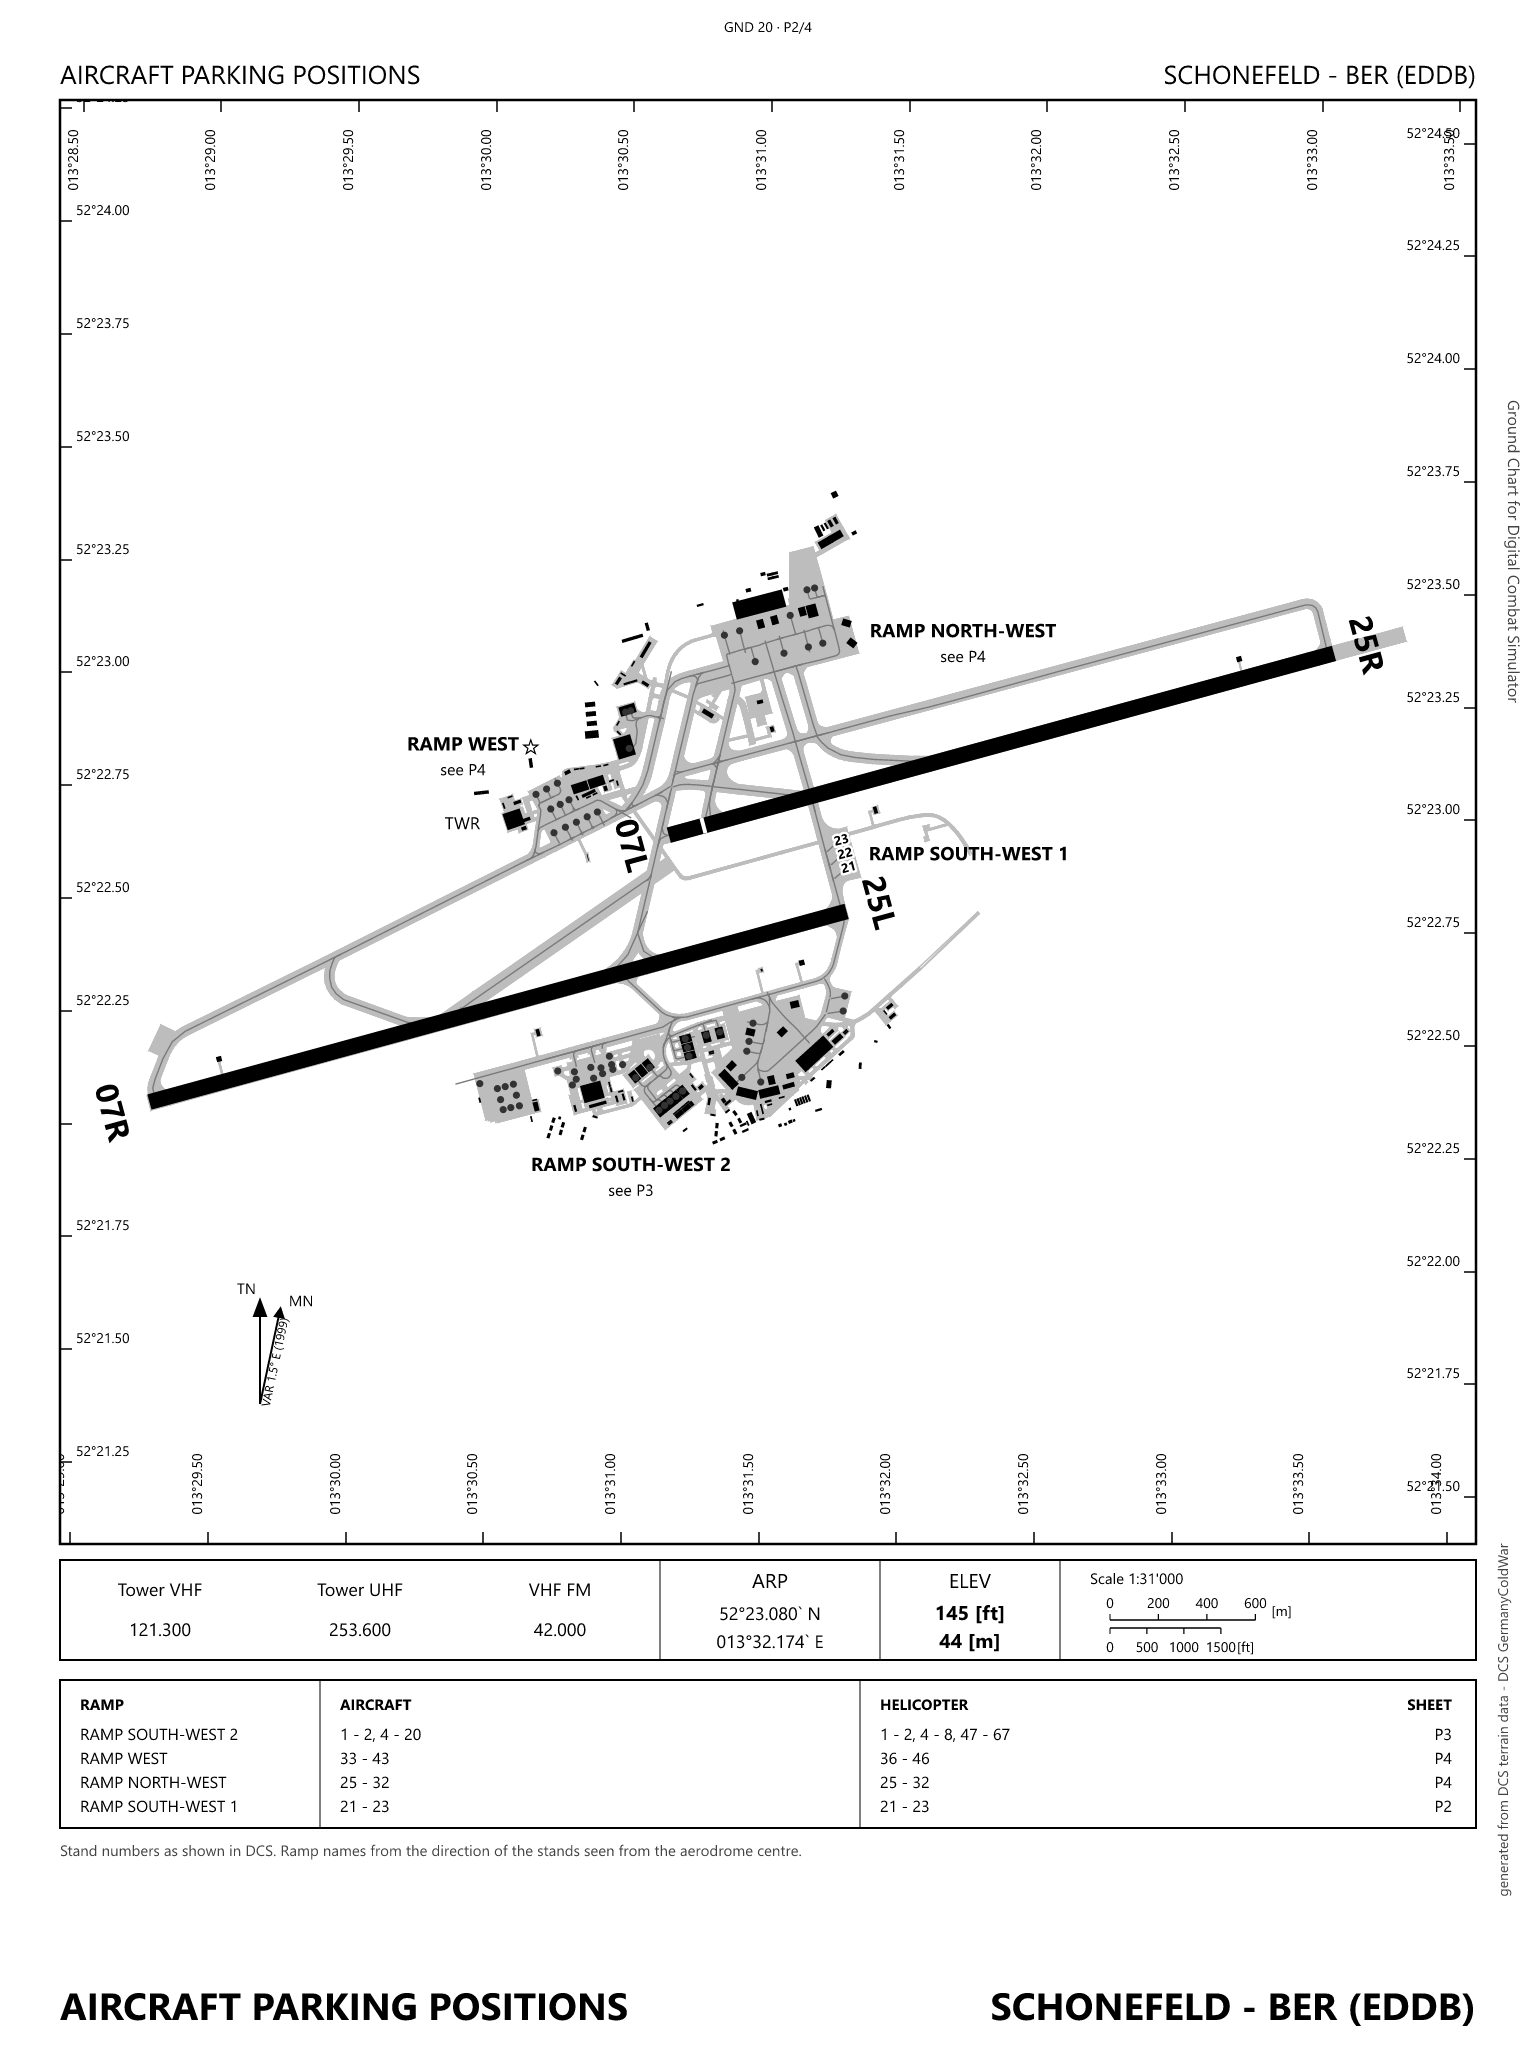 GND 20 · P2/4
AIRCRAFT PARKING POSITIONS
SCHONEFELD - BER (EDDB)
013°28.50
013°29.00
013°29.50
013°30.00
013°30.50
013°31.00
013°31.50
013°32.00
013°32.50
013°33.00
013°33.50
52°24.50
52°24.00
52°24.25
52°23.75
52°24.00
52°23.50
52°23.75
52°23.25
52°23.50
52°23.00
52°23.25
52°22.75
52°23.00
52°22.50
52°22.75
52°22.25
52°22.50
52°22.25
52°21.75
52°22.00
52°21.50
52°21.75
52°21.25
52°21.50
RAMP NORTH-WEST
see P4
25R
RAMP WEST
see P4
TWR
07L
23
22
21
RAMP SOUTH-WEST 1
25L
07R
RAMP SOUTH-WEST 2
see P3
TN
MN
VAR 1.5° E (1999)
013°29.50
013°30.00
013°30.50
013°31.00
013°31.50
013°32.00
013°32.50
013°33.00
013°33.50
013°34.00
Ground Chart for Digital Combat Simulator
generated from DCS terrain data - DCS GermanyColdWar
Tower VHF
121.300
Tower UHF
253.600
VHF FM
42.000
ARP
52°23.080` N
013°32.174` E
ELEV
145 [ft]
44 [m]
Scale 1:31'000
0 200 400 600 [m]
0 500 1000 1500[ft]
RAMP AIRCRAFT HELICOPTER SHEET
RAMP SOUTH-WEST 2 1 - 2, 4 - 20 1 - 2, 4 - 8, 47 - 67 P3
RAMP WEST 33 - 43 36 - 46 P4
RAMP NORTH-WEST 25 - 32 25 - 32 P4
RAMP SOUTH-WEST 1 21 - 23 21 - 23 P2
Stand numbers as shown in DCS. Ramp names from the direction of the stands seen from the aerodrome centre.
AIRCRAFT PARKING POSITIONS
SCHONEFELD - BER (EDDB)